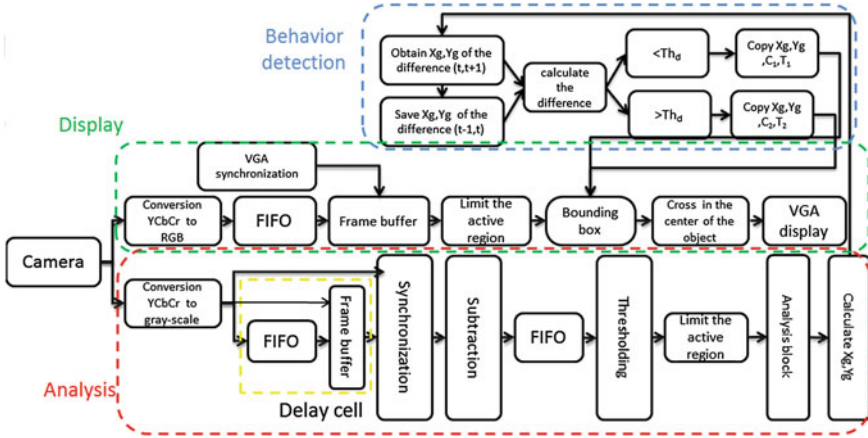 Behavior
detection
Obtain Xg,Yg of the
difference (t,t+1)
Save Xg,Yg of the
difference (t-1,t)
calculate
the
difference
<Th_d
>Th_d
Copy Xg,Yg
,C₁,T₁
Copy Xg,Yg
,C₂,T₂
Display
VGA
synchronization
Conversion
YCbCr to
RGB
FIFO
Frame buffer
Limit the
active
region
Bounding
box
Cross in the
center of the
object
VGA
display
Camera
Analysis
Conversion
YCbCr to
gray-scale
FIFO
Frame buffer
Delay cell
Synchronization
Subtraction
FIFO
Thresholding
Limit the
active
region
Analysis block
Calculate Xg,Yg